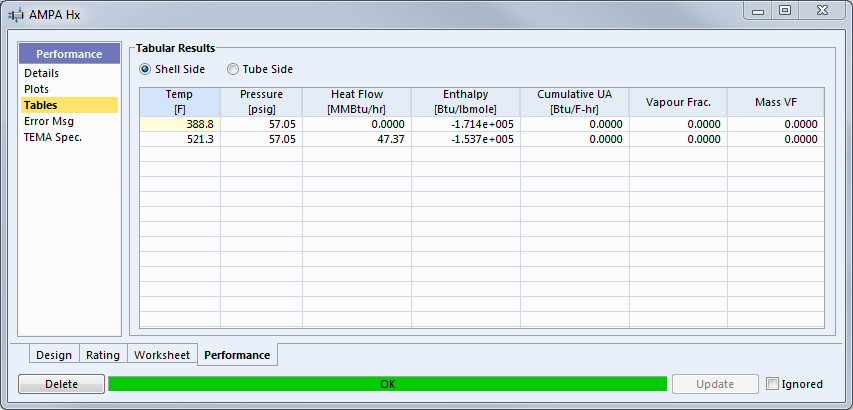 AMPA Hx
Performance
Details
Plots
Tables
Error Msg
TEMA Spec.
Tabular Results
Shell Side Tube Side
Temp Pressure Heat Flow Enthalpy Cumulative UA Vapour Frac. Mass VF
[F] [psig] [MMBtu/hr] [Btu/lbmole] [Btu/F-hr]
388.8 57.05 0.0000 -1.714e+005 0.0000 0.0000 0.0000
521.3 57.05 47.37 -1.537e+005 0.0000 0.0000 0.0000
Design Rating Worksheet Performance
Delete OK Update Ignored